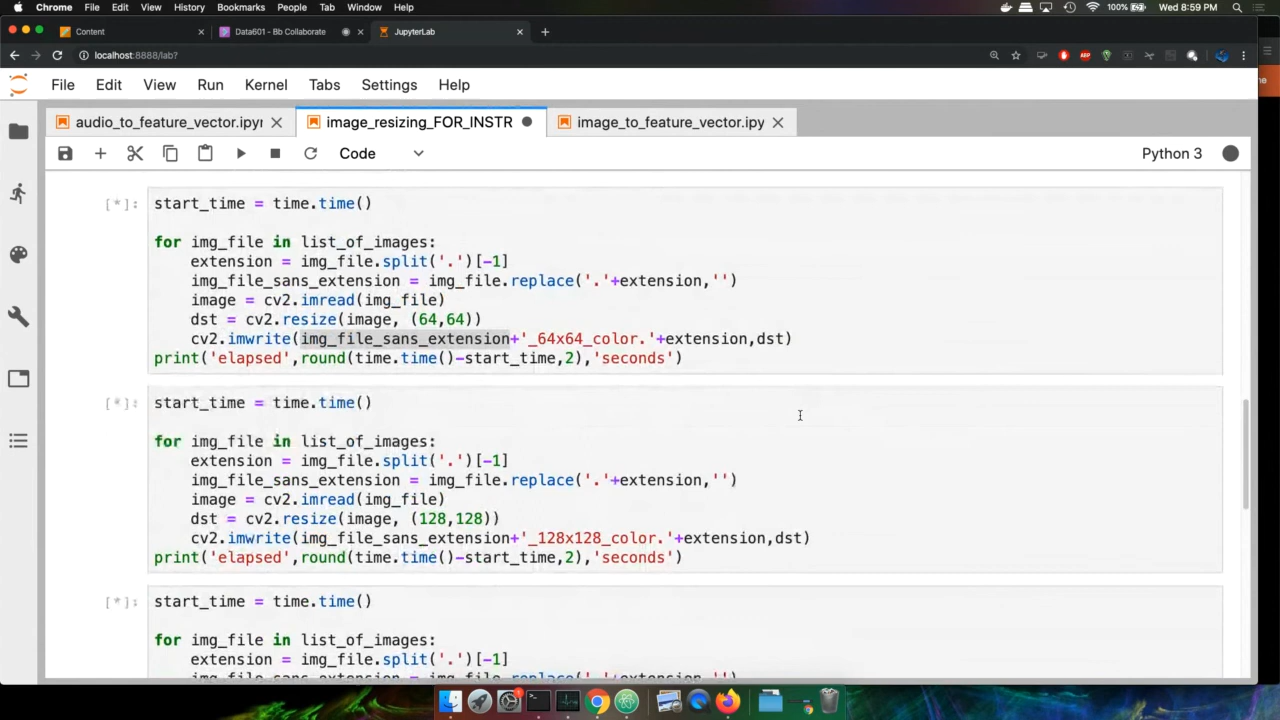 Chrome File Edit View History Bookmarks People Tab Window Help 100% Wed 8:59 PM
Content Data601 - Bb Collaborate JupyterLab
localhost:8888/lab?
File Edit View Run Kernel Tabs Settings Help
audio_to_feature_vector.ipyn image_resizing_FOR_INSTR image_to_feature_vector.ipy
Code Python 3
[*]: start_time = time.time()
for img_file in list_of_images:
extension = img_file.split('.')[-1]
img_file_sans_extension = img_file.replace('.'+extension,'')
image = cv2.imread(img_file)
dst = cv2.resize(image, (64,64))
cv2.imwrite(img_file_sans_extension+'_64x64_color.'+extension,dst)
print('elapsed',round(time.time()-start_time,2),'seconds')
[*]: start_time = time.time()
for img_file in list_of_images:
extension = img_file.split('.')[-1]
img_file_sans_extension = img_file.replace('.'+extension,'')
image = cv2.imread(img_file)
dst = cv2.resize(image, (128,128))
cv2.imwrite(img_file_sans_extension+'_128x128_color.'+extension,dst)
print('elapsed',round(time.time()-start_time,2),'seconds')
[*]: start_time = time.time()
for img_file in list_of_images:
extension = img_file.split('.')[-1]
img_file_sans_extension = img_file.replace('.'+extension,'')